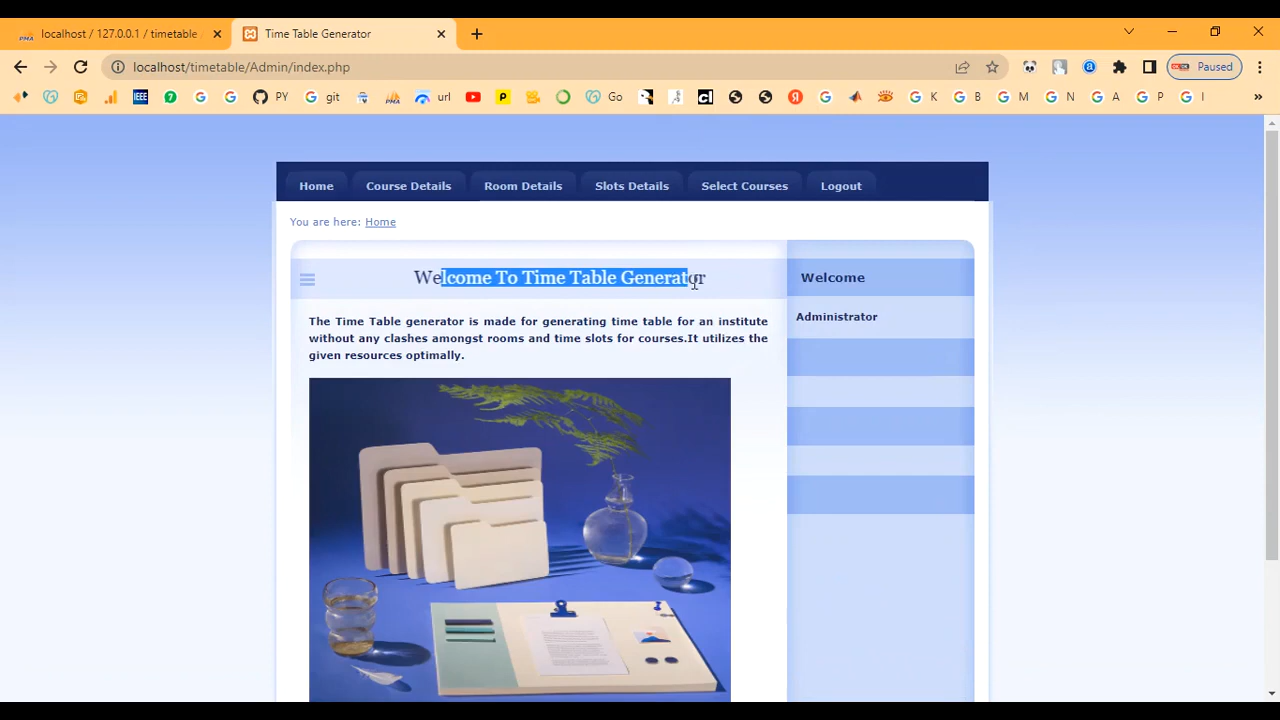 localhost / 127.0.0.1 / timetable
Time Table Generator
localhost/timetable/Admin/index.php
Paused
PY
git
url
Go
K
B
M
N
A
P
I
Home
Course Details
Room Details
Slots Details
Select Courses
Logout
You are here: Home
Welcome To Time Table Generator
Welcome
The Time Table generator is made for generating time table for an institute
without any clashes amongst rooms and time slots for courses.It utilizes the
given resources optimally.
Administrator